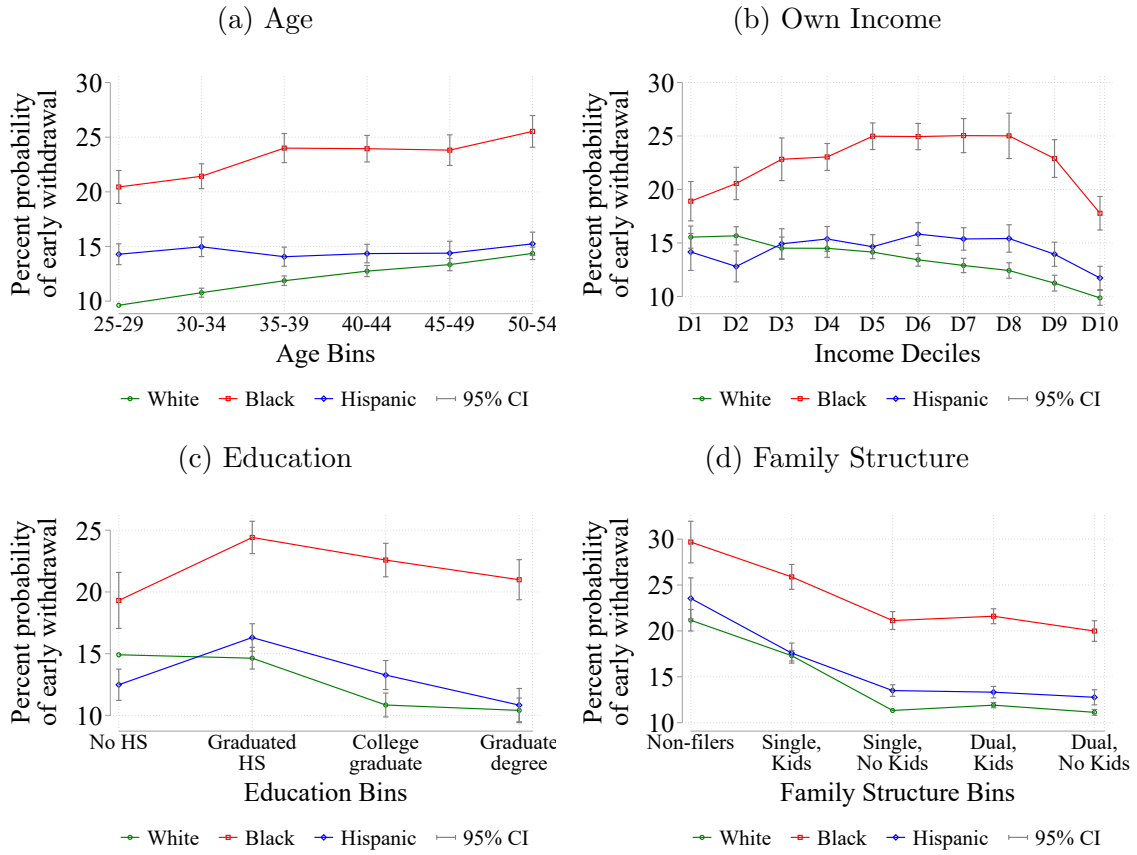 (a) Age
Percent probability
of early withdrawal
30
25
20
15
10
25-29 30-34 35-39 40-44 45-49 50-54
Age Bins
White Black Hispanic 95% CI
(b) Own Income
Percent probability
of early withdrawal
30
25
20
15
10
D1 D2 D3 D4 D5 D6 D7 D8 D9 D10
Income Deciles
White Black Hispanic 95% CI
(c) Education
Percent probability
of early withdrawal
25
20
15
10
No HS Graduated College Graduate
HS graduate degree
Education Bins
White Black Hispanic 95% CI
(d) Family Structure
Percent probability
of early withdrawal
30
25
20
15
10
Non-filers Single, Single, Dual, Dual,
Kids No Kids Kids No Kids
Family Structure Bins
White Black Hispanic 95% CI